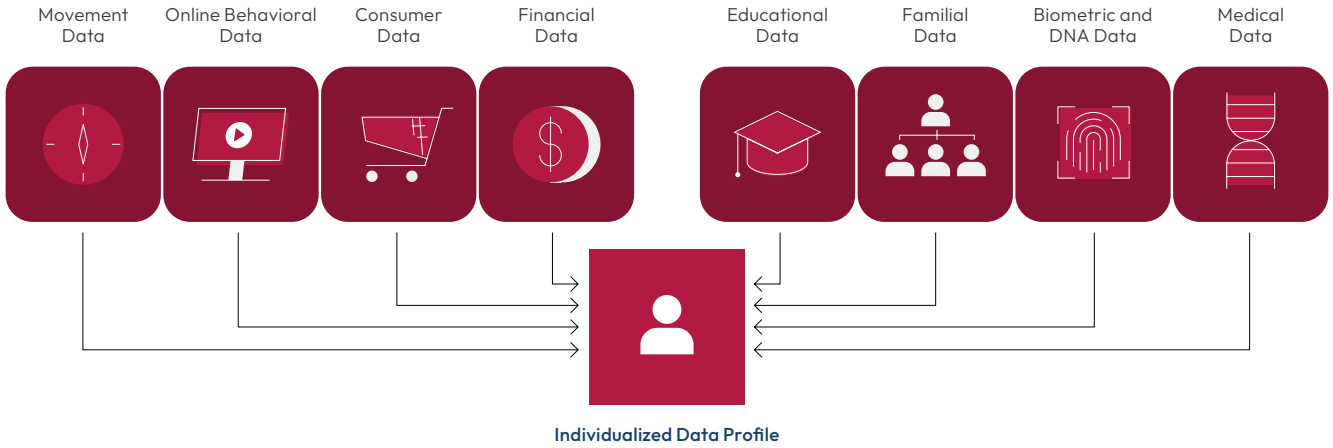 Movement
Data
Online Behavioral
Data
Consumer
Data
Financial
Data
Educational
Data
Familial
Data
Biometric and
DNA Data
Medical
Data
$
Individualized Data Profile